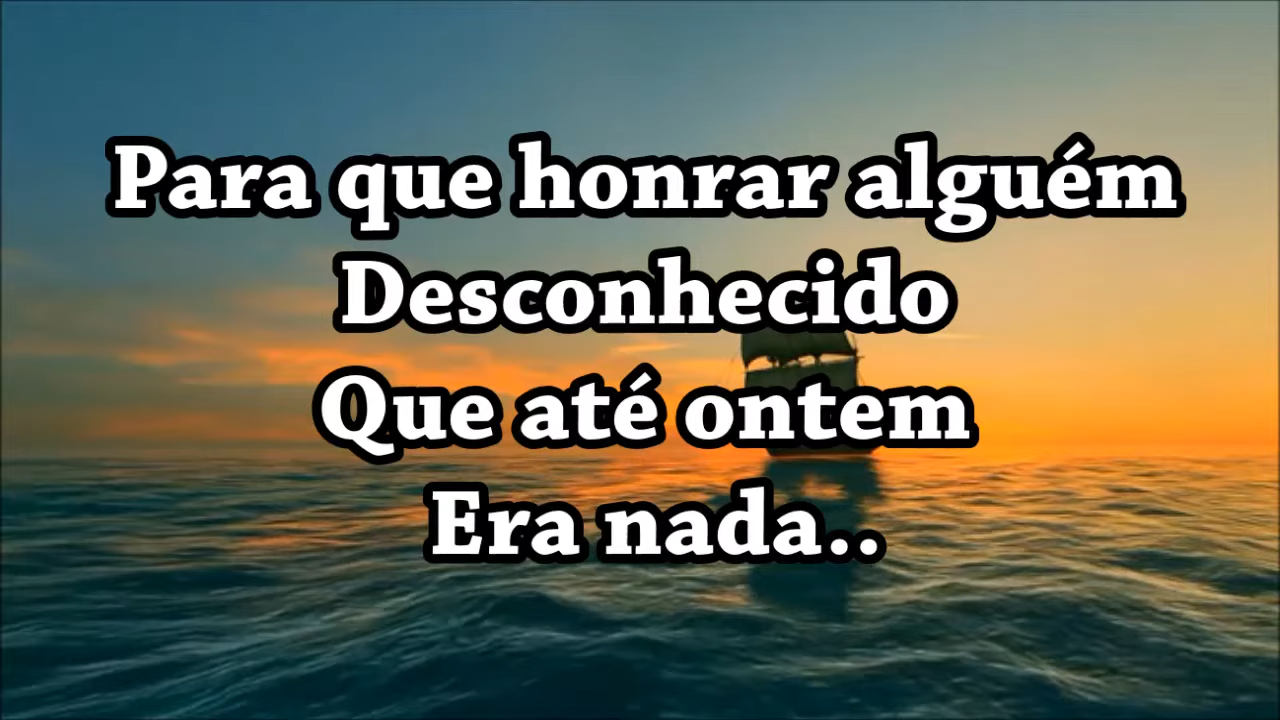 Para que honrar alguém
Desconhecido
Que até ontem
Era nada..